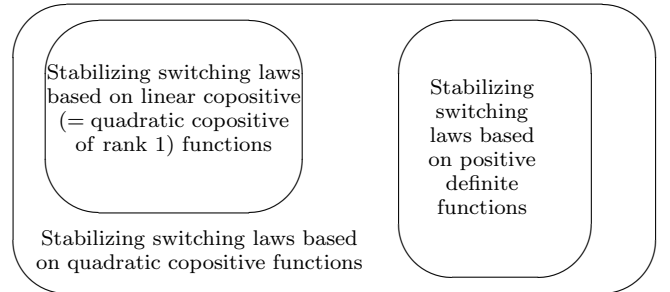 Stabilizing switching laws
based on linear copositive
(= quadratic copositive
of rank 1) functions
Stabilizing
switching
laws based
on positive
definite
functions
Stabilizing switching laws based
on quadratic copositive functions